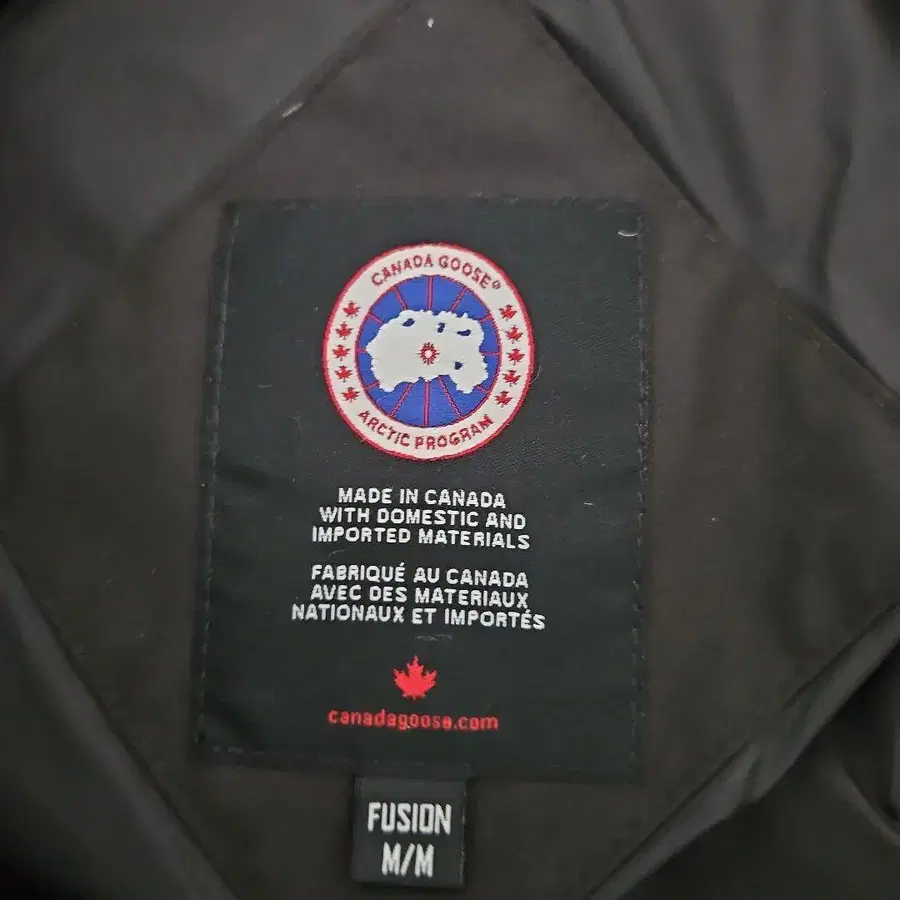 CANADA GOOSE®
ARCTIC PROGRAM
MADE IN CANADA
WITH DOMESTIC AND
IMPORTED MATERIALS
FABRIQUÉ AU CANADA
AVEC DES MATERIAUX
NATIONAUX ET IMPORTÉS
canadagoose.com
FUSION
M/M